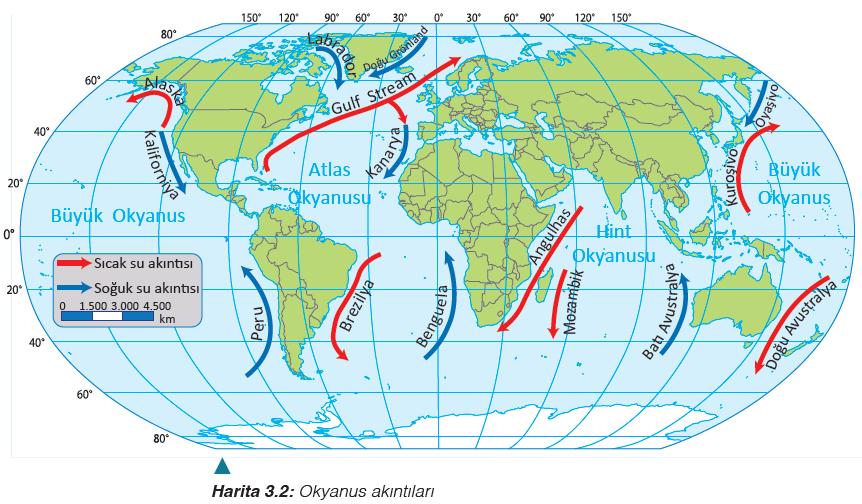 150° 120° 90° 60° 30° 0° 30° 60° 90° 120° 150°
80°
60°
40°
20°
0°
20°
40°
60°
80°
Labrador
Doğu Grönland
Alaska
Gulf Stream
Oyaşivo
Kaliforniya
Kanarya
Kuroşivo
Atlas
Okyanusu
Büyük
Okyanus
Büyük Okyanus
Hint
Okyanusu
Angulhas
Sıcak su akıntısı
Soğuk su akıntısı
0 1.500 3.000 4.500
km
Peru
Brezilya
Benguela
Mozambik
Batı Avustralya
Doğu Avustralya
Harita 3.2: Okyanus akıntıları